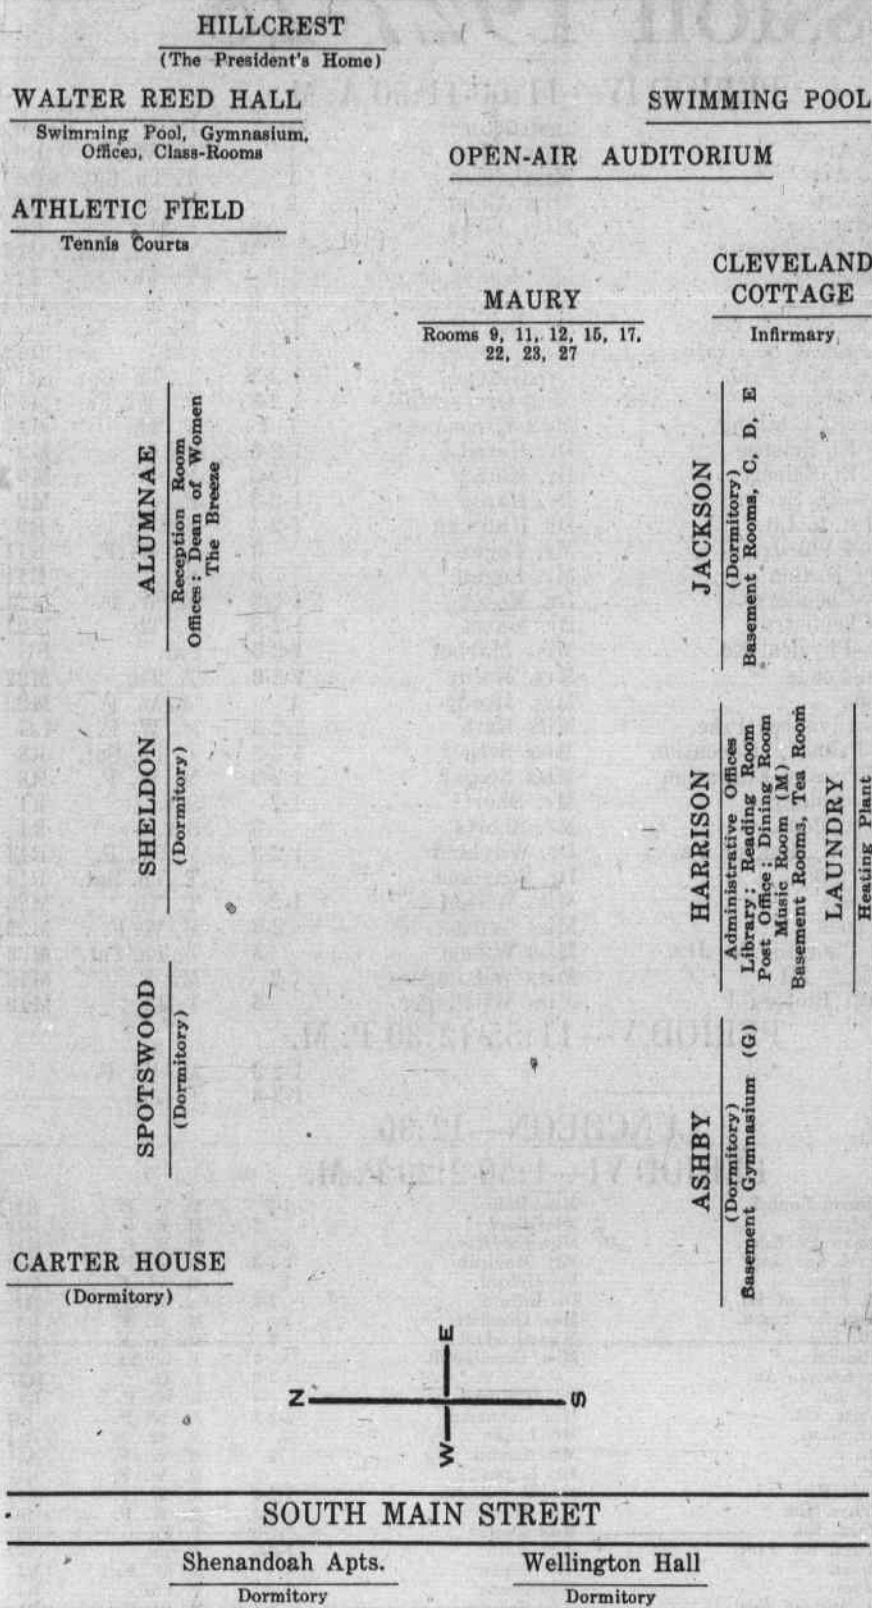 HILLCREST
(The President's Home)
WALTER REED HALL
Swimming Pool, Gymnasium,
Offices, Class-Rooms
SWIMMING POOL
OPEN-AIR AUDITORIUM
ATHLETIC FIELD
Tennis Courts
CLEVELAND
COTTAGE
Infirmary
MAURY
Rooms 9, 11, 12, 15, 17,
22, 23, 27
ALUMNAE
Reception Room
Offices: Dean of Women
The Breeze
JACKSON
(Dormitory)
Basement Rooms, C, D, E
SHELDON
(Dormitory)
HARRISON
Administrative Offices
Library; Reading Room
Post Office; Dining Room
Music Room (M)
Basement Rooms, Tea Room
LAUNDRY
Heating Plant
SPOTSWOOD
(Dormitory)
ASHBY
(Dormitory)
Basement Gymnasium (G)
CARTER HOUSE
(Dormitory)
E
N
S
W
SOUTH MAIN STREET
Shenandoah Apts.
Dormitory
Wellington Hall
Dormitory